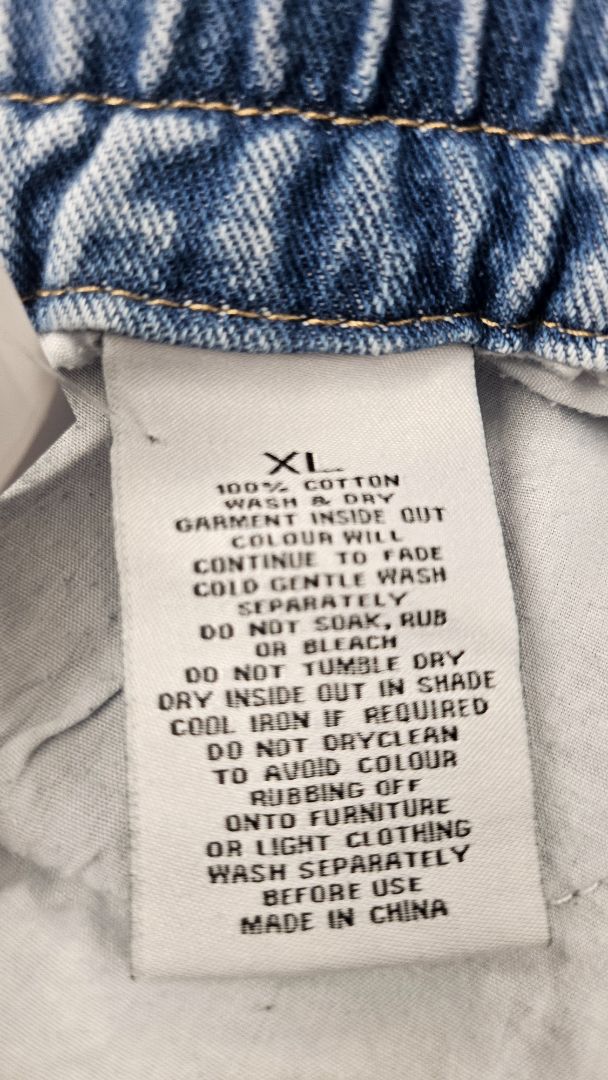 XL
100% COTTON
WASH & DRY
GARMENT INSIDE OUT
COLOUR WILL
CONTINUE TO FADE
COLD GENTLE WASH
SEPARATELY
DO NOT SOAK, RUB
OR BLEACH
DO NOT TUMBLE DRY
DRY INSIDE OUT IN SHADE
COOL IRON IF REQUIRED
DO NOT DRYCLEAN
TO AVOID COLOUR
RUBBING OFF
ONTO FURNITURE
OR LIGHT CLOTHING
WASH SEPARATELY
BEFORE USE
MADE IN CHINA